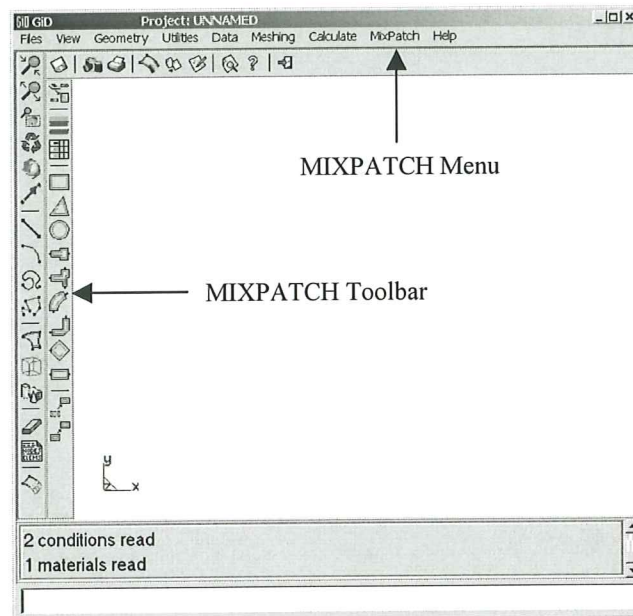 GiD GiD Project: UNNAMED
Files View Geometry Utilities Data Meshing Calculate MixPatch Help
MIXPATCH Menu
MIXPATCH Toolbar
y
x
2 conditions read
1 materials read